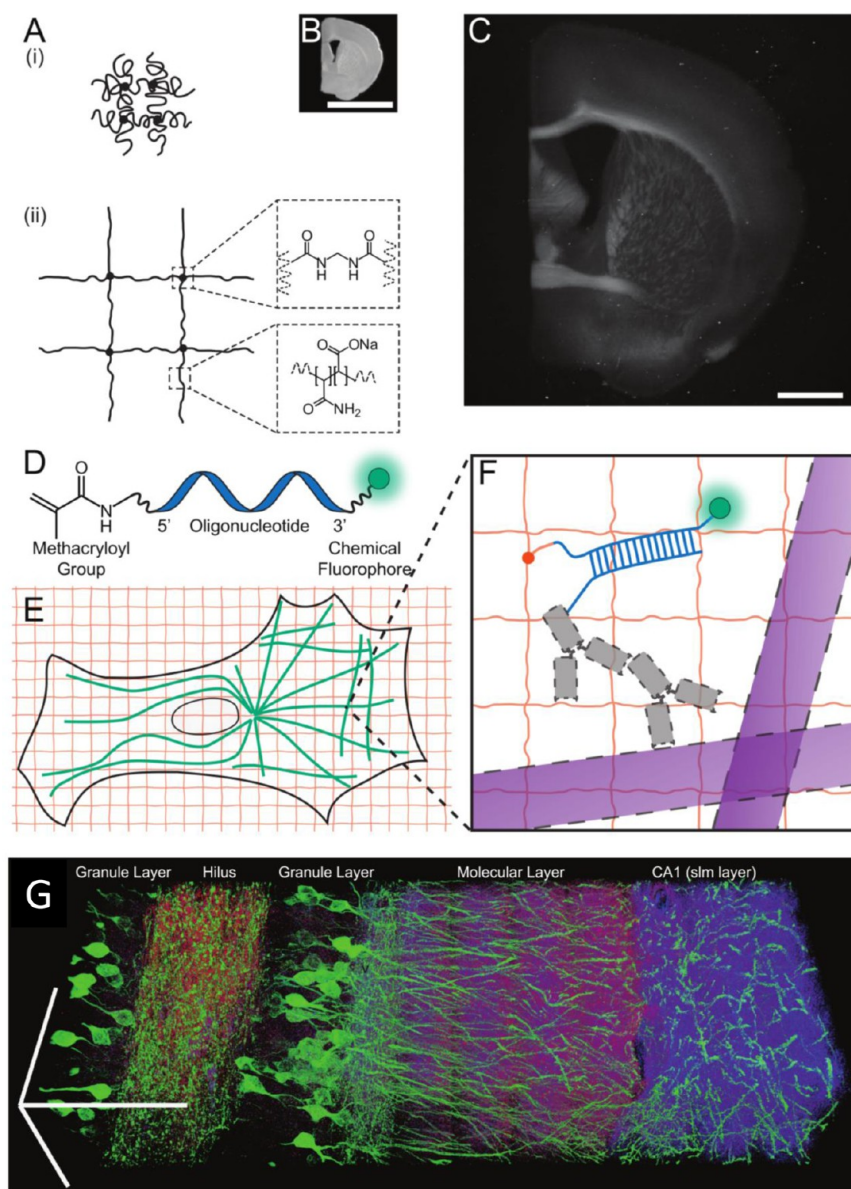 A
(i)
B
C
(ii)
O
O
N
H
N
H
ONa
O
O
NH₂
D
O
N
H
5' Oligonucleotide 3'
Methacryloyl
Group
Chemical
Fluorophore
E
F
G
Granule Layer Hilus Granule Layer Molecular Layer CA1 (slm layer)